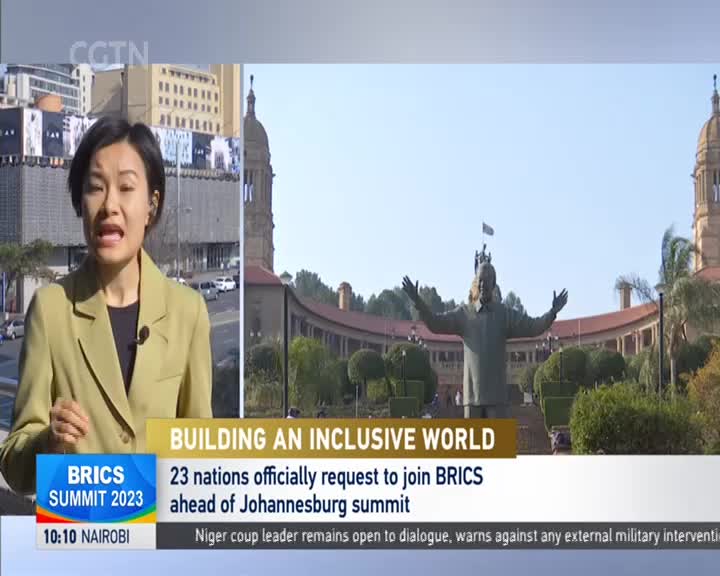 CGTN
BUILDING AN INCLUSIVE WORLD
BRICS
SUMMIT 2023
23 nations officially request to join BRICS
ahead of Johannesburg summit
10:10 NAIROBI
Niger coup leader remains open to dialogue, warns against any external military interventi